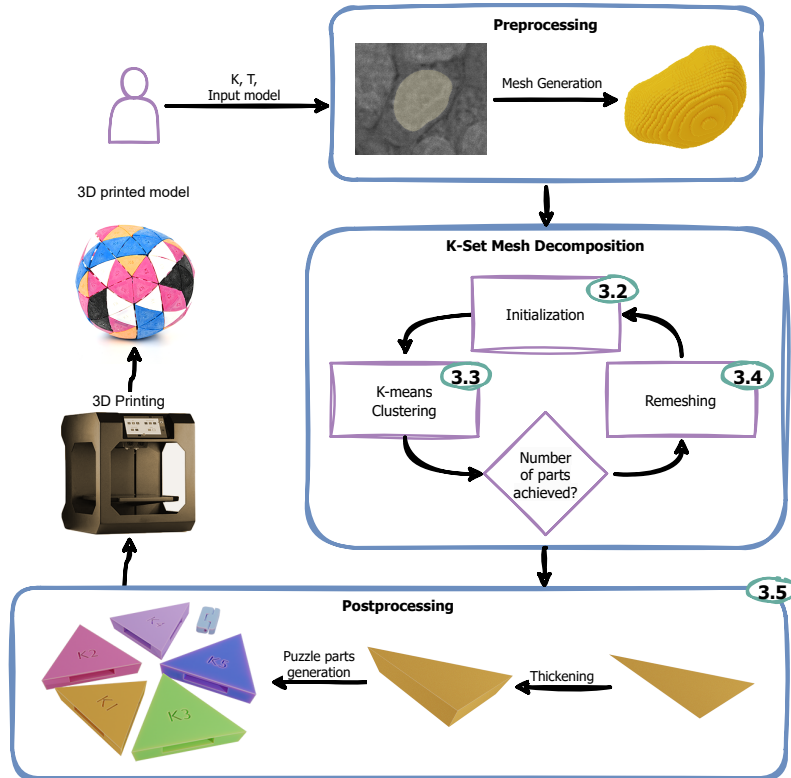 Preprocessing
K, T,
Input model
Mesh Generation
3D printed model
K-Set Mesh Decomposition
3.2
Initialization
3.3
K-means
Clustering
3.4
Remeshing
Number
of parts
achieved?
3D Printing
3.5
Postprocessing
K2
K1
K3
Puzzle parts
generation
Thickening